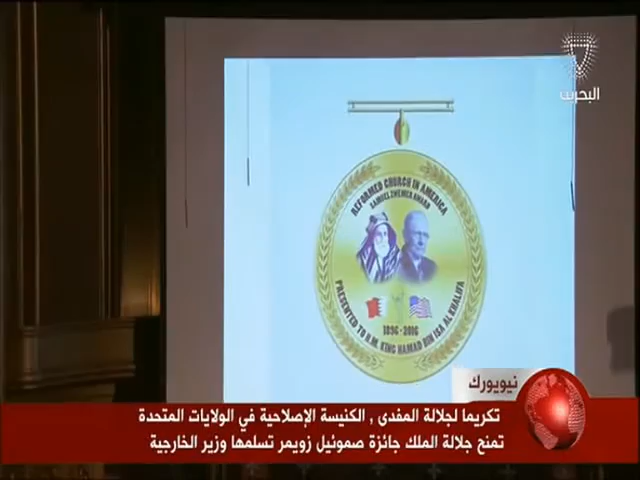 البحرين
REFORMED CHURCH IN AMERICA
SAMUEL ZWEMER AWARD
1896 - 2016
PRESENTED TO H.M. KING HAMAD BIN ISA AL KHALIFA
نيويورك
تكريما لجلالة المفدى , الكنيسة الإصلاحية في الولايات المتحدة
تمنح جلالة الملك جائزة صموئيل زويمر تسلمها وزير الخارجية